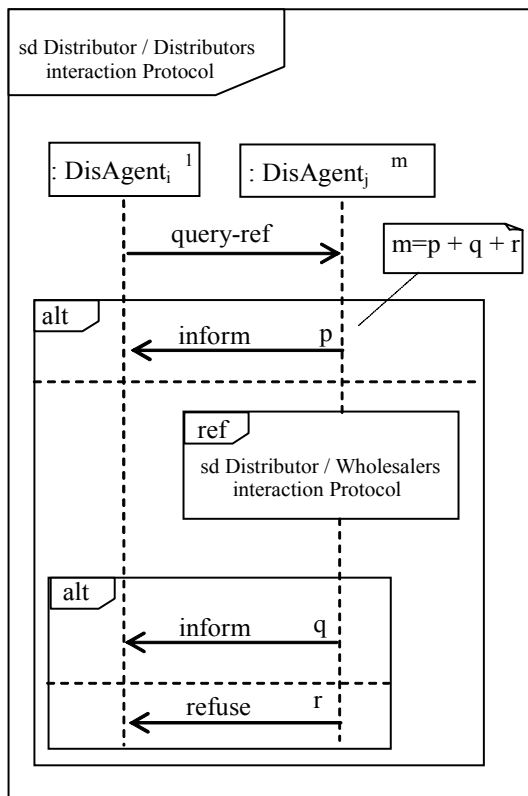 sd Distributor / Distributors
interaction Protocol
: DisAgentᵢ ¹
: DisAgentⱼ ᵐ
query-ref
m=p + q + r
alt
inform p
ref
sd Distributor / Wholesalers
interaction Protocol
alt
inform q
refuse r